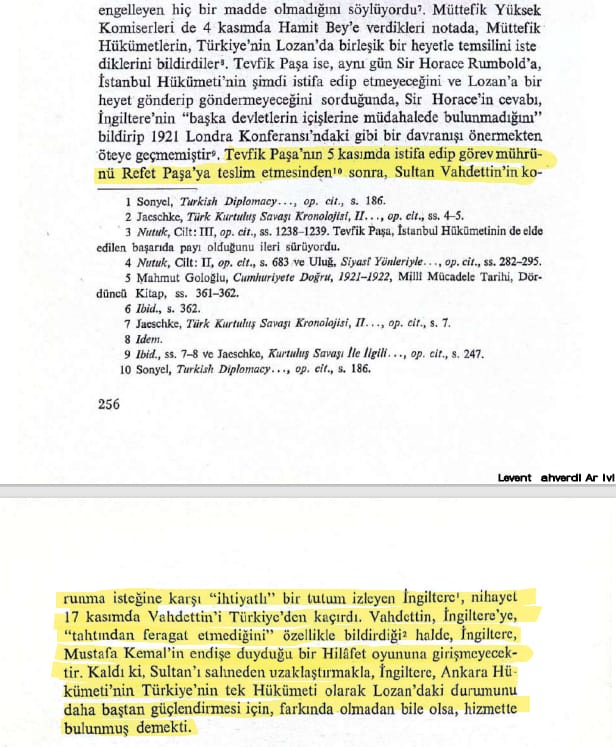 engelleyen hiç bir madde olmadığını söylüyordu⁷. Müttefik Yüksek
Komiserleri de 4 kasımda Hamit Bey'e verdikleri notada, Müttefik
Hükümetlerin, Türkiye'nin Lozan'da birleşik bir heyetle temsilini iste
diklerini bildirdiler⁸. Tevfik Paşa ise, aynı gün Sir Horace Rumbold'a,
İstanbul Hükümeti'nin şimdi istifa edip etmeyeceğini ve Lozan'a bir
heyet gönderip göndermeyeceğini sorduğunda, Sir Horace'in cevabı,
İngiltere'nin "başka devletlerin içişlerine müdahalede bulunmadığını"
bildirip 1921 Londra Konferansı'ndaki gibi bir davranışı önermekten
öteye geçmemiştir⁹. Tevfik Paşa'nın 5 kasımda istifa edip görev mührü-
nü Refet Paşa'ya teslim etmesinden¹⁰ sonra, Sultan Vahdettin'in ko-
1 Sonyel, Turkish Diplomacy..., op. cit., s. 186.
2 Jaeschke, Türk Kurtuluş Savaşı Kronolojisi, II..., op. cit., ss. 4-5.
3 Nutuk, Cilt: III, op. cit., ss. 1238-1239. Tevfik Paşa, İstanbul Hükümetinin de elde
edilen başarıda payı olduğunu ileri sürüyordu.
4 Nutuk, Cilt: II, op. cit., s. 683 ve Uluğ, Siyasî Yönleriyle..., op. cit., ss. 282-295.
5 Mahmut Goloğlu, Cumhuriyete Doğru, 1921-1922, Milli Mücadele Tarihi, Dör-
düncü Kitap, ss. 361-362.
6 Ibid., s. 362.
7 Jaeschke, Türk Kurtuluş Savaşı Kronolojisi, II..., op. cit., s. 7.
8 Idem.
9 Ibid., ss. 7-8 ve Jaeschke, Kurtuluş Savaşı İle İlgili..., op. cit., s. 247.
10 Sonyel, Turkish Diplomacy..., op. cit., s. 186.
256
Levent ahverdi Ar ivi
runma isteğine karşı "ihtiyatlı" bir tutum izleyen İngiltere¹, nihayet
17 kasımda Vahdettin'i Türkiye'den kaçırdı. Vahdettin, İngiltere'ye,
"tahtından feragat etmediğini" özellikle bildirdiği² halde, İngiltere,
Mustafa Kemal'in endişe duyduğu bir Hilâfet oyununa girişmeyecek-
tir. Kaldı ki, Sultan'ı sahneden uzaklaştırmakla, İngiltere, Ankara Hü-
kümeti'nin Türkiye'nin tek Hükümeti olarak Lozan'daki durumunu
daha baştan güçlendirmesi için, farkında olmadan bile olsa, hizmette
bulunmuş demekti.